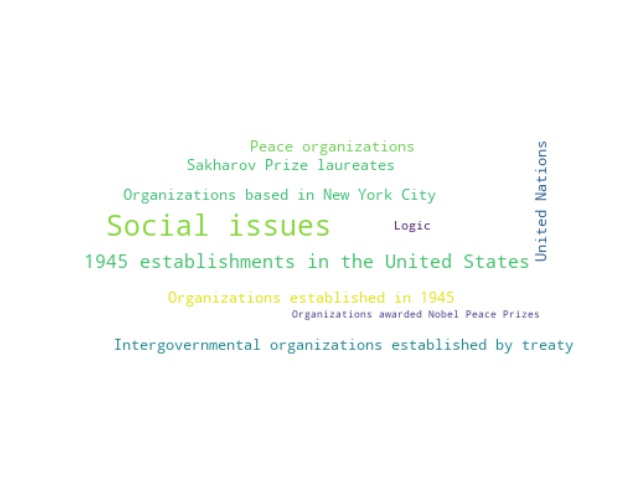 Peace organizations
Sakharov Prize laureates
United Nations
Organizations based in New York City
Social issues
Logic
1945 establishments in the United States
Organizations established in 1945
Organizations awarded Nobel Peace Prizes
Intergovernmental organizations established by treaty